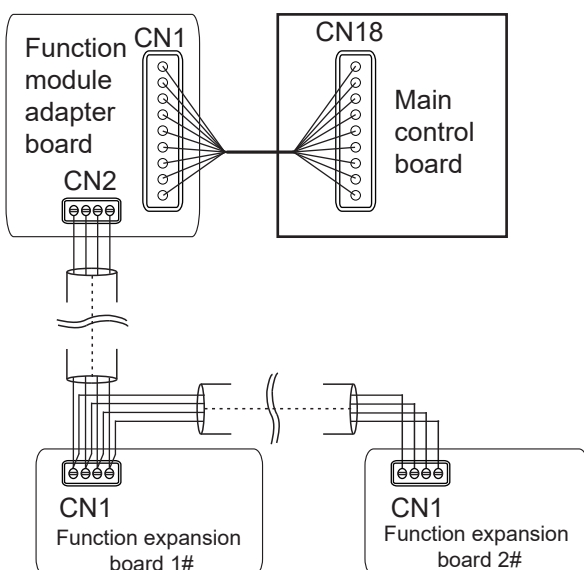 Function
module
adapter
board
CN1
CN2
CN18
Main
control
board
CN1
Function expansion
board 1#
CN1
Function expansion
board 2#